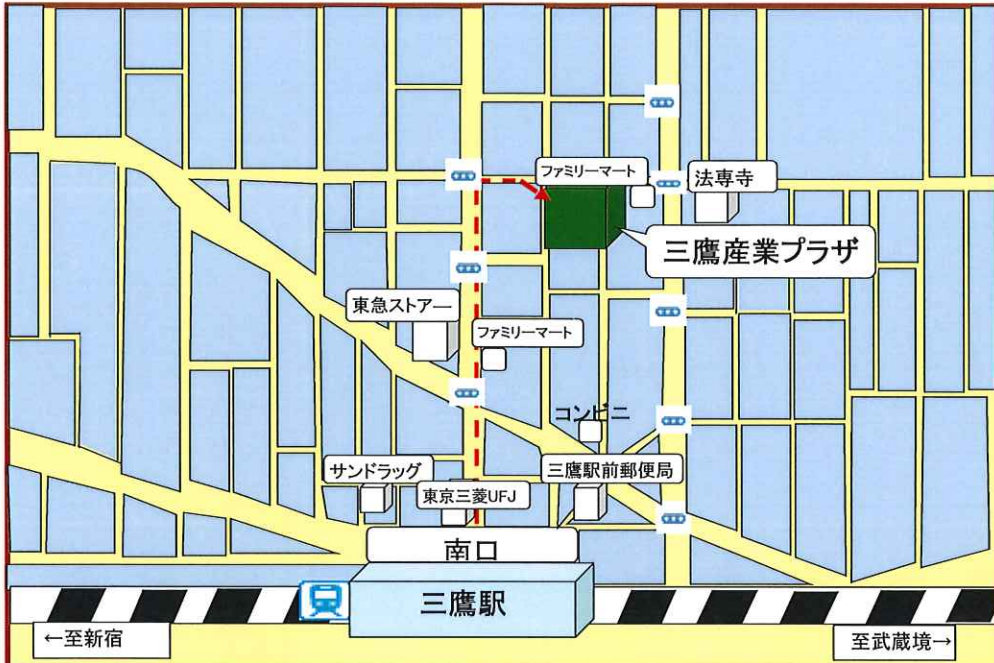 ファミリーマート
法専寺
三鷹産業プラザ
東急ストアー
ファミリーマート
コンビニ
サンドラッグ
東京三菱UFJ
三鷹駅前郵便局
南口
三鷹駅
←至新宿
至武蔵境→